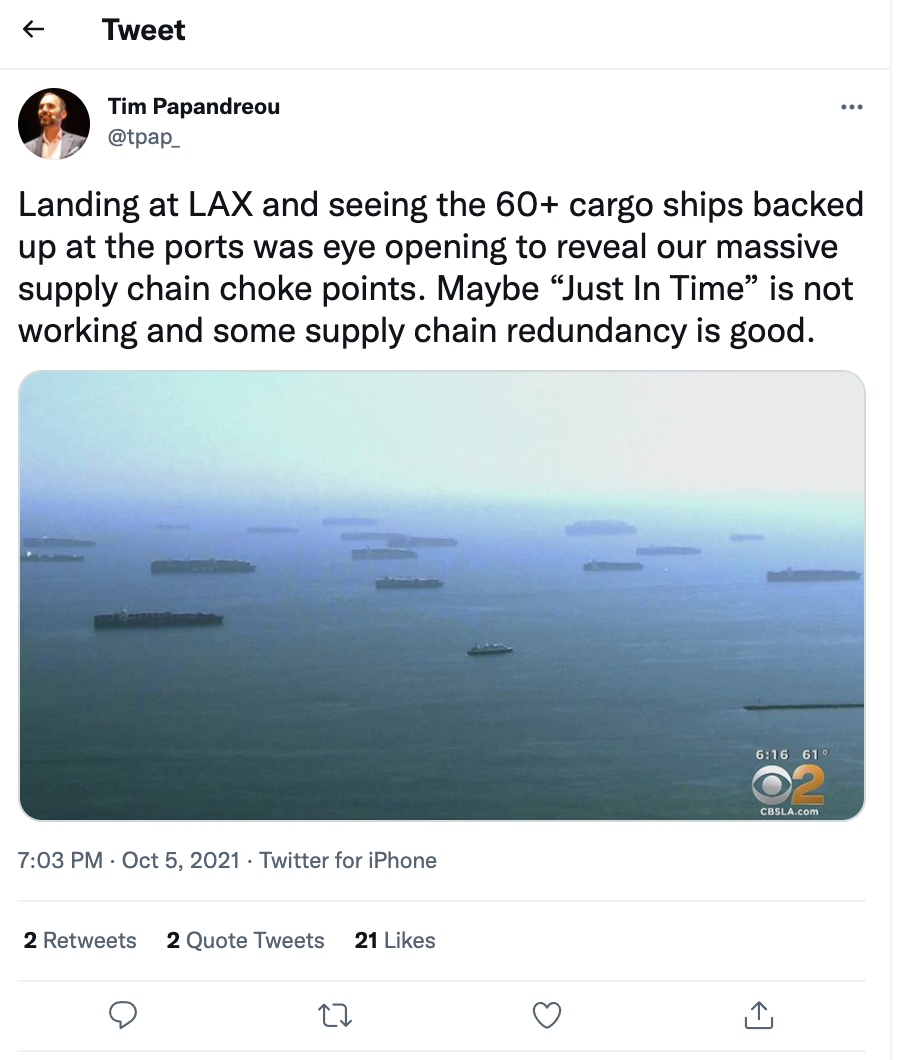 Tweet
Tim Papandreou
@tpap_
Landing at LAX and seeing the 60+ cargo ships backed
up at the ports was eye opening to reveal our massive
supply chain choke points. Maybe “Just In Time” is not
working and some supply chain redundancy is good.
6:16 61°
2
CBSLA.com
7:03 PM · Oct 5, 2021 · Twitter for iPhone
2 Retweets 2 Quote Tweets 21 Likes